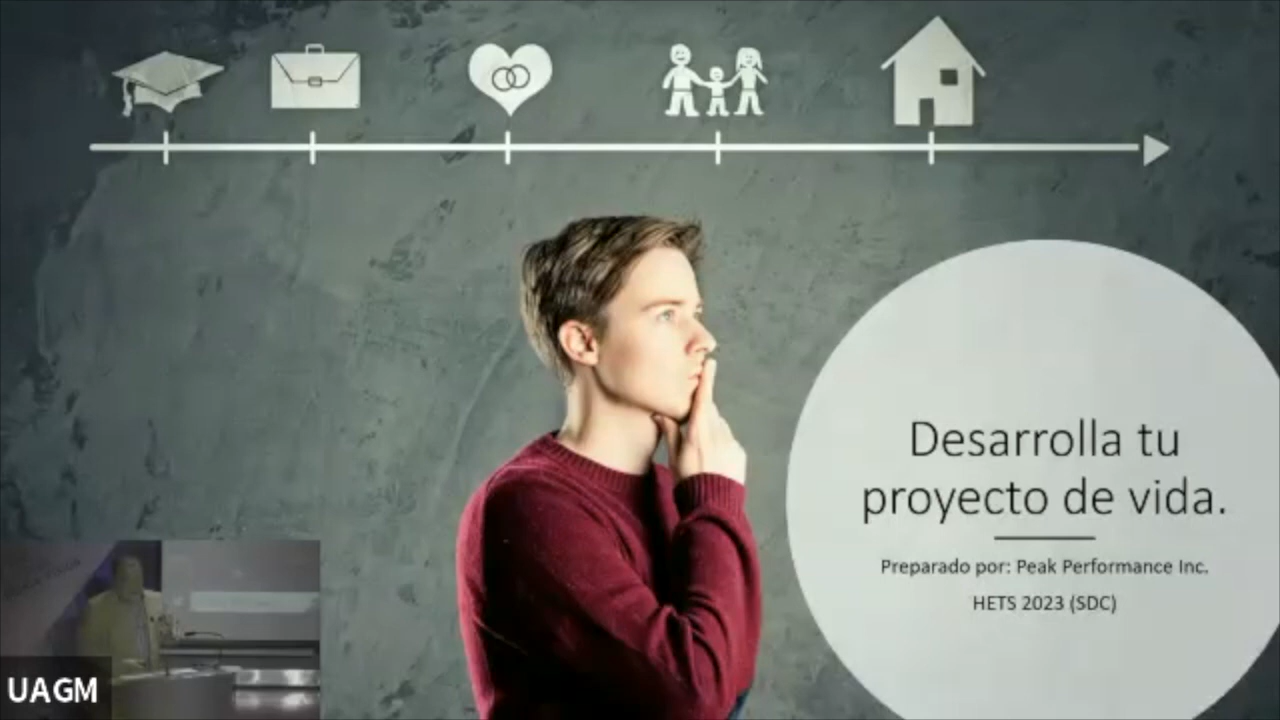 Desarrolla tu
proyecto de vida.
Preparado por: Peak Performance Inc.
HETS 2023 (SDC)
UAGM